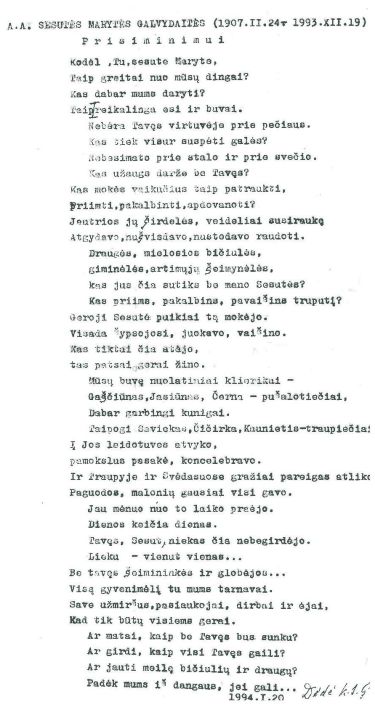 A.A. SESUTĖS MARYTĖS GALVYDAITĖS (1907.II.24+ 1993.XII.19)
Prisiminimui
Kodėl ,Tu,sesute Maryte,
Taip greitai nuo mūsų dingai?
Kas dabar mums daryti?
Taip reikalinga esi ir buvai.
Nebėra Tavęs virtuvėje prie pečiaus.
Kas tiek visur suspėti galės?
Nebesimato prie stalo ir prie svečio.
Kas užaugs darže be Tavęs?
Kas mokės vaikučius taip patraukti,
Priimti,pakalbinti,apdovanoti?
Jautrios jų širdelės, veideliai susiraukę
Atgydavo,nušvisdavo,nustodavo raudoti.
Draugės, mielosios bičiulės,
giminėlės,artimųjų šeimynėlės,
kas jus čia sutiks be mano Sesutės?
Kas priims, pakalbins, pavaišins truputį?
Geroji Sesutė puikiai tą mokėjo.
Visada šypsojosi, juokavo, vaišino.
Kas tiktai čia atėjo,
tas patsai gerai žino.
Mūsų buvę nuolatiniai klierikai -
Gaščiūnas,Jasiūnas, Černa - pušalotiečiai,
Dabar garbingi kunigai.
Taipogi Savickas,Čičirka,Kaunietis-traupiečiai
Į Jos laidotuves atvyko,
pamokslus pasakė, koncelebravo.
Ir Traupyje ir Svėdasuose gražiai pareigas atliko
Paguodos, malonių gausiai visi gavo.
Jau mėnuo nuo to laiko praėjo.
Dienos keičia dienas.
Tavęs, Sesut,niekas čia nebegirdėjo.
Lieku - vienut vienas...
Be tavęs šeimininkės ir globėjos...
Visą gyvenimėlį tu mums tarnavai.
Save užmiršus,pasiaukojai, dirbai ir ėjai,
Kad tik būtų visiems gerai.
Ar matai, kaip be Tavęs bus sunku?
Ar girdi, kaip visi Tavęs gaili?
Ar jauti meilę bičiulių ir draugų?
Padėk mums iš dangaus, jei gali...
1994.I.20